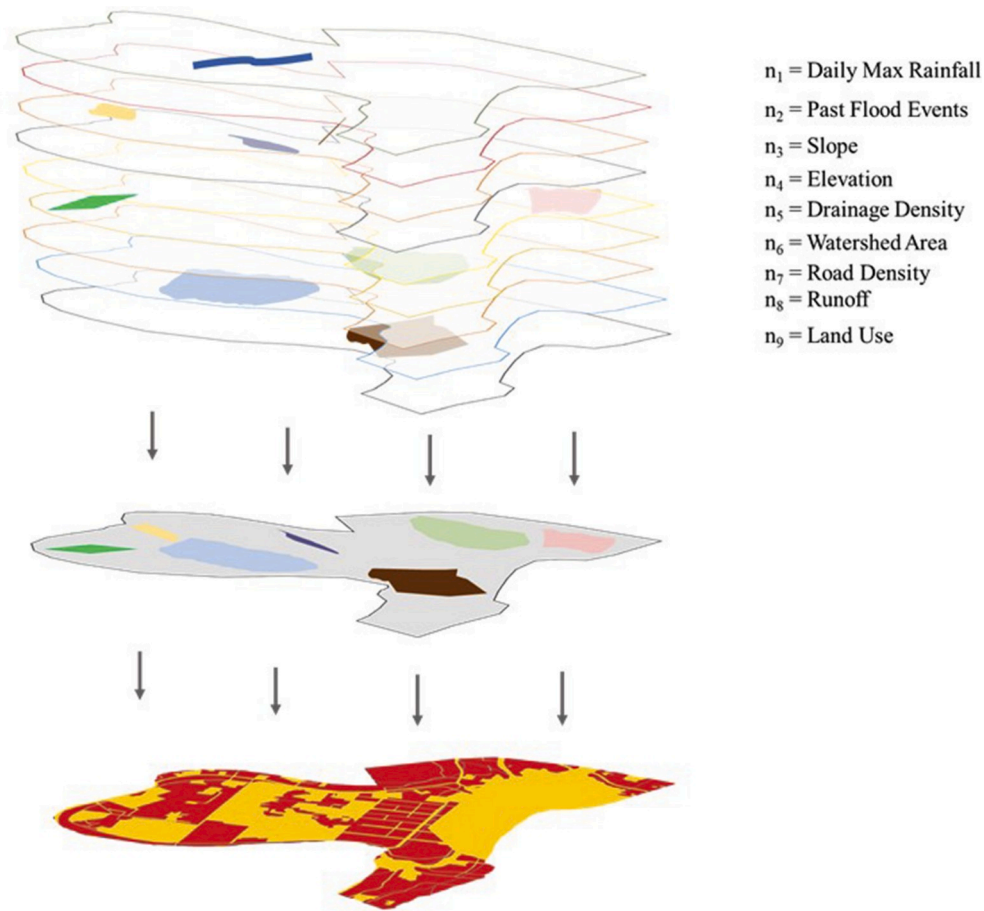 n₁ = Daily Max Rainfall
n₂ = Past Flood Events
n₃ = Slope
n₄ = Elevation
n₅ = Drainage Density
n₆ = Watershed Area
n₇ = Road Density
n₈ = Runoff
n₉ = Land Use